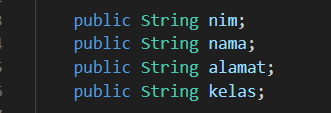 public String nim;
public String nama;
public String alamat;
public String kelas;